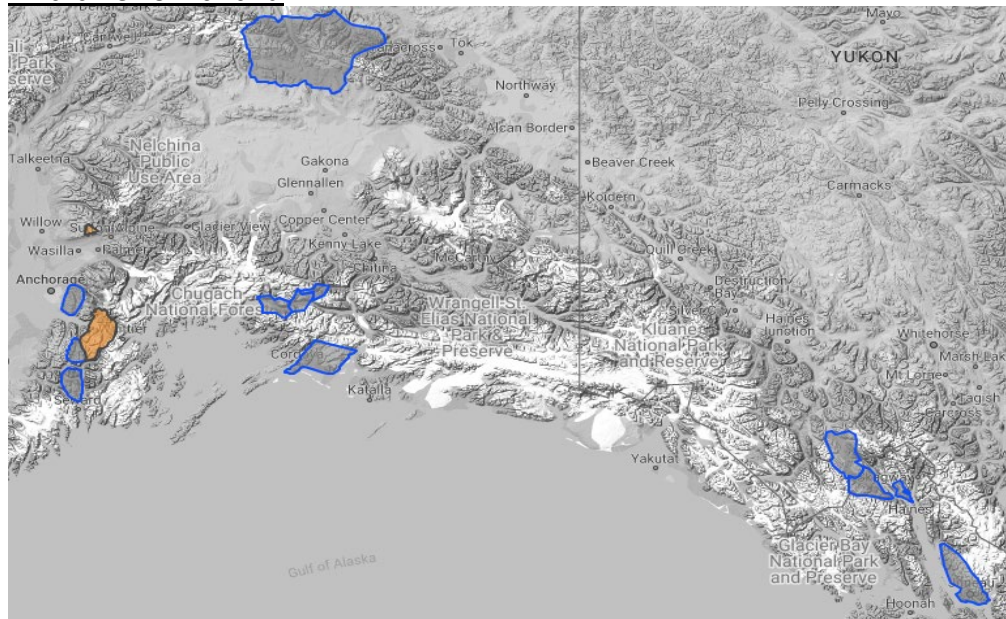 Mayo
YUKON
Tok
Northway
Pelly Crossing
Alcan Border
Talkeetna
Nelchina
Public
Use Area
Gakona
Beaver Creek
Glennallen
Carmacks
Koidern
Willow
Copper Center
Glacier View
Wasilla
Palmer
Kenny Lake
Quill Creek
McCarthy
Chitina
Anchorage
Destruction
Bay
Chugach
National Forest
Wrangell-St.
Elias National
Park &
Preserve
Kluane
National Park
and Reserve
Haines
Junction
Whitehorse
Marsh Lake
Mt Lorne
Tagish
Carcross
Cordova
Katalla
Seward
Yakutat
Haines
Gulf of Alaska
Glacier Bay
National Park
and Preserve
Juneau
Hoonah